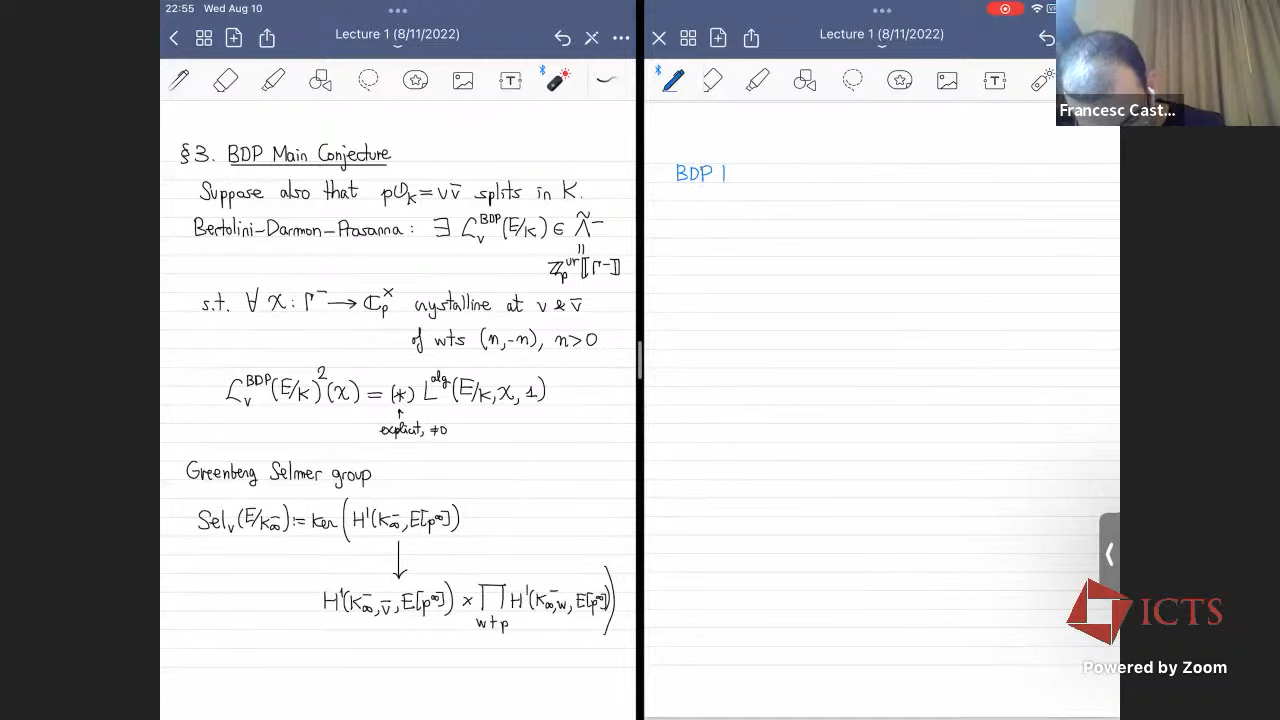 22:55 Wed Aug 10
Lecture 1 (8/11/2022)
Lecture 1 (8/11/2022)
Francesc Cast...
§3. BDP Main Conjecture
Suppose also that pO_K = v v̄ splits in K.
Bertolini-Darmon-Prasanna: ∃ ℒ_v^BDP(E/K) ∈ Λ̃^-
=
ℤ_p^ur⟦Γ^-⟧
s.t. ∀ χ: Γ^- → ℂ_p^× crystalline at v & v̄
of wts (n,-n), n>0
ℒ_v^BDP(E/K)^2(χ) = (*) L^alg(E/K, χ, 1)
↑
explicit, ≠0
Greenberg Selmer group
Sel_v(E/K_∞^-) := ker ( H^1(K_∞^-, E[p^∞])
↓
H^1(K_∞,v̄^-, E[p^∞]) × ∏_{w∤p} H^1(K_∞,w^-, E[p^∞]) )
BDP |
ICTS
Powered by Zoom